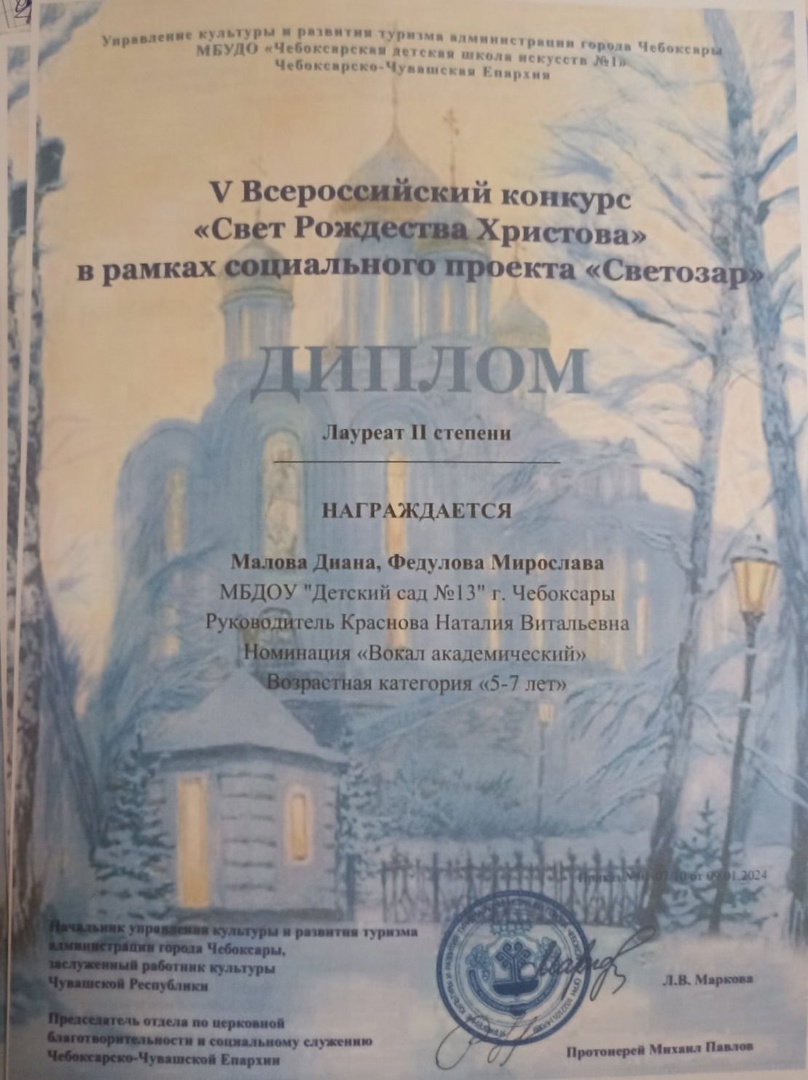 Управление культуры и развития туризма администрации города Чебоксары
МБУДО «Чебоксарская детская школа искусств №1»
Чебоксарско-Чувашская Епархия
V Всероссийский конкурс
«Свет Рождества Христова»
в рамках социального проекта «Светозар»
ДИПЛОМ
Лауреат II степени
НАГРАЖДАЕТСЯ
Малова Диана, Федулова Мирослава
МБДОУ "Детский сад №13" г. Чебоксары
Руководитель Краснова Наталия Витальевна
Номинация «Вокал академический»
Возрастная категория «5-7 лет»
от 09.01.2024
Начальник управления культуры и развития туризма
администрации города Чебоксары,
заслуженный работник культуры
Чувашской Республики
Л.В. Маркова
Председатель отдела по церковной
благотворительности и социальному служению
Чебоксарско-Чувашской Епархии
Протоиерей Михаил Павлов